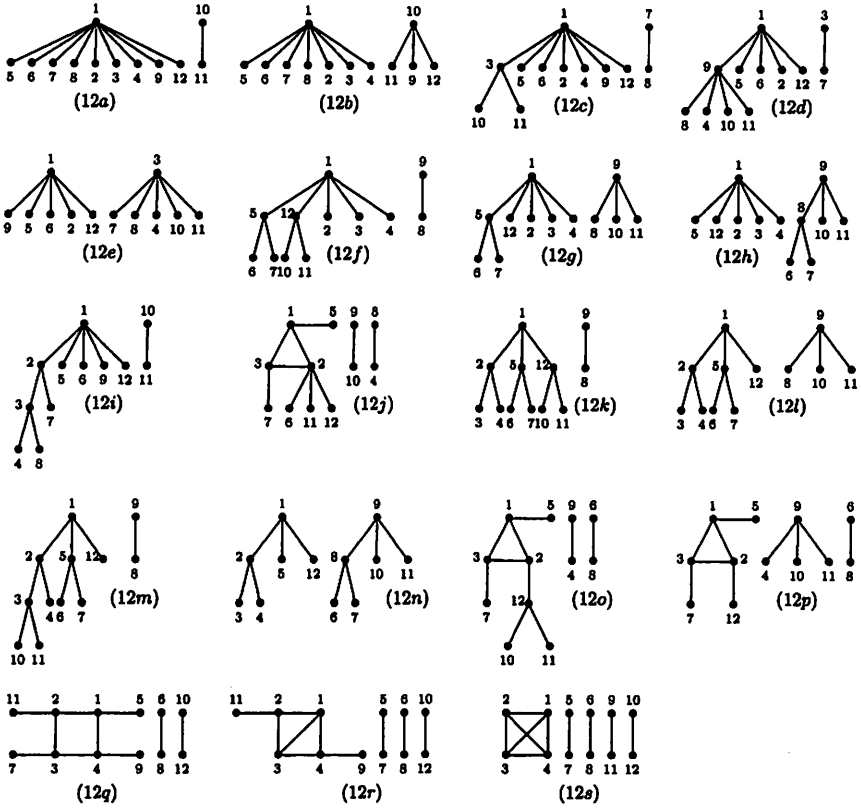 1 10
5 6 7 8 2 3 4 9 12 11
(12a)
1 10
5 6 7 8 2 3 4 11 9 12
(12b)
1 7
3
5 6 2 4 9 12 8
10 11
(12c)
1 3
9
5 6 2 12 7
8 4 10 11
(12d)
1 3
9 5 6 2 12 7 8 4 10 11
(12e)
1 9
5 12
2 3 4 8
6 7 10 11
(12f)
1 9
5
12 2 3 4 8 10 11
6 7
(12g)
1 9
8
5 12 2 3 4 10 11
6 7
(12h)
1 10
2
5 6 9 12 11
3 7
4 8
(12i)
1 5 9 8
3 2
10 4
7 6 11 12
(12j)
1 9
2 5 12
8
3 4 6 7 10 11
(12k)
1 9
2 5
12 8 10 11
3 4 6 7
(12l)
1 9
2 5 12
8
3 4 6 7
10 11
(12m)
1 9
2 8
5 12 10 11
3 4 6 7
(12n)
1 5 9 6
3 2
4 8
7 12
10 11
(12o)
1 5 9 6
3 2
4 10 11 8
7 12
(12p)
11 2 1 5 6 10
7 3 4 9 8 12
(12q)
11 2 1 5 6 10
3 4 9 7 8 12
(12r)
2 1 5 6 9 10
3 4 7 8 11 12
(12s)